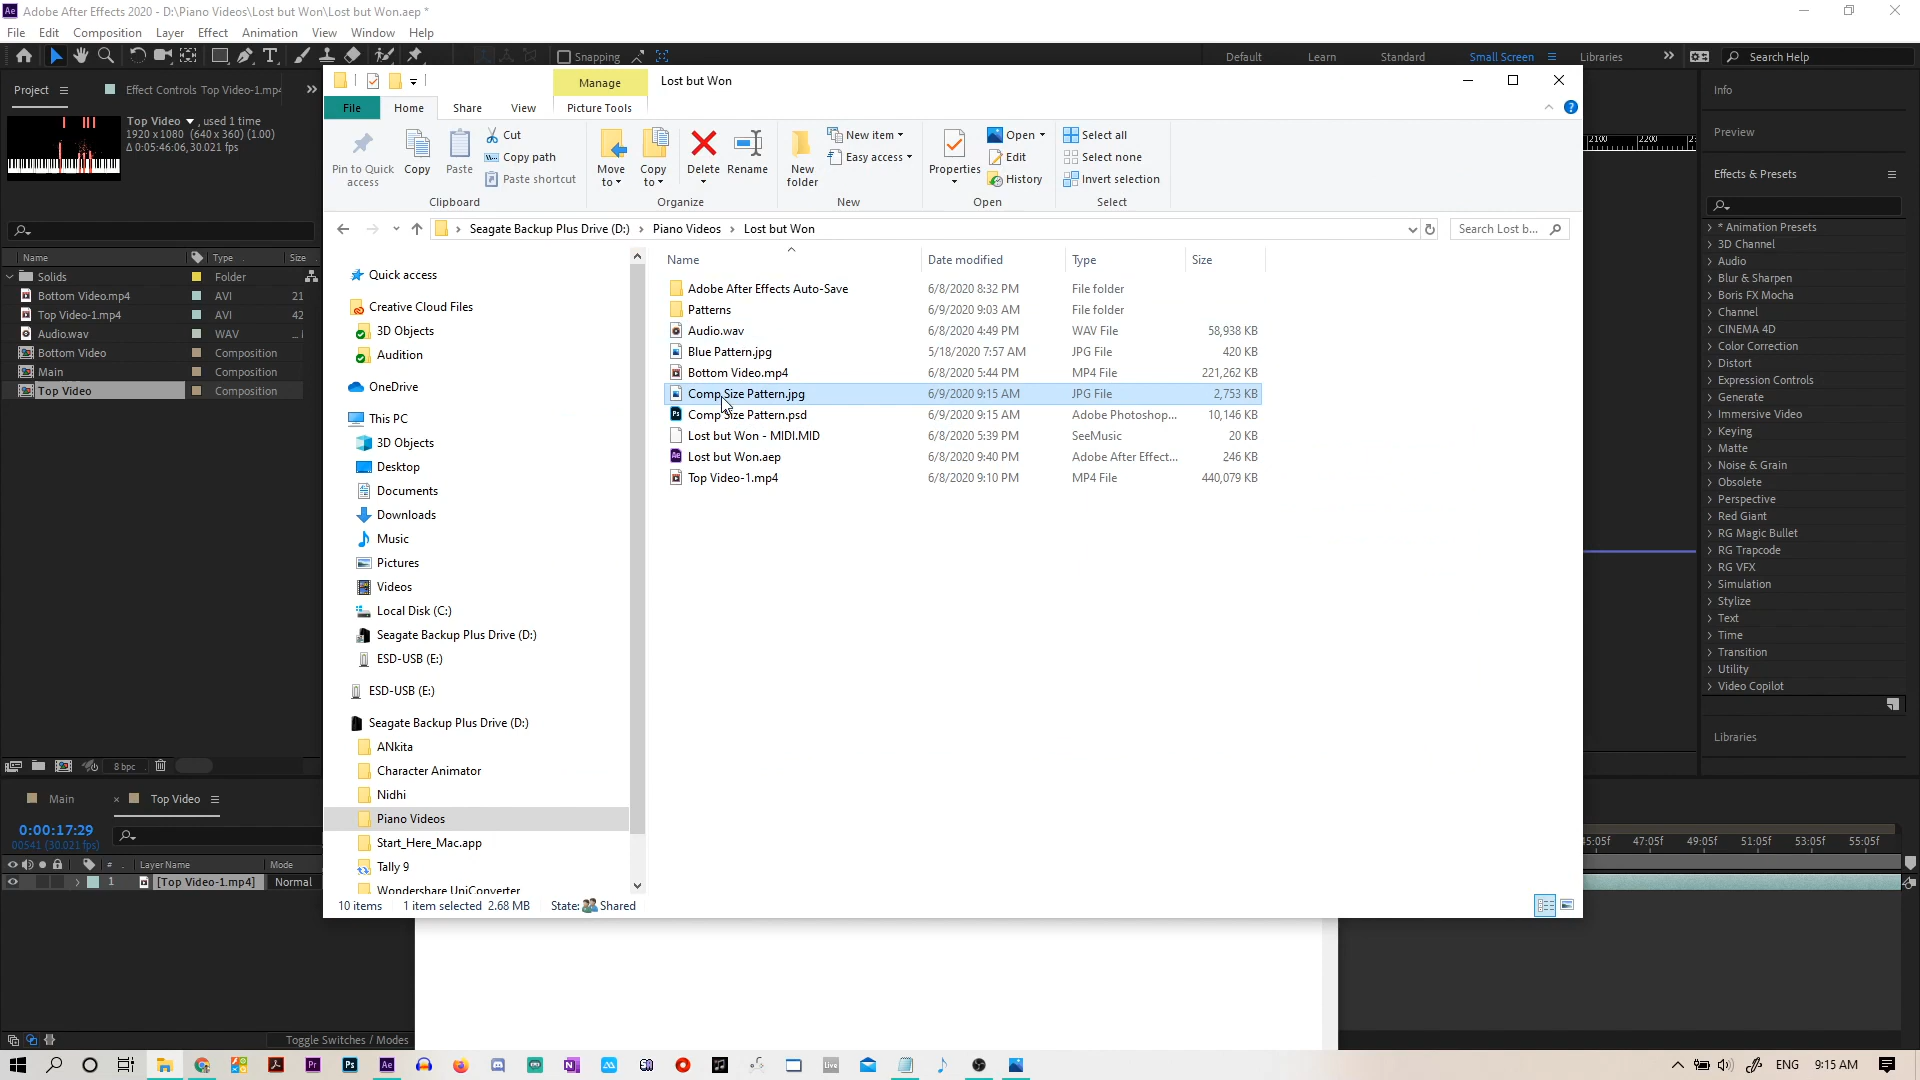 Adobe After Effects 2020 - D:\Piano Videos\Lost but Won\Lost but Won.aep *
File Edit Composition Layer Effect Animation View Window Help
Snapping
Default Learn Standard Small Screen Libraries Search Help
Project Effect Controls Top Video-1.mp4
Top Video , used 1 time
1920 x 1080 (640 x 360) (1.00)
Δ 0:05:46:06, 30.021 fps
Name Type Size
Solids Folder
Bottom Video.mp4 AVI 21
Top Video-1.mp4 AVI 42
Audio.wav WAV ...
Bottom Video Composition
Main Composition
Top Video Composition
8 bpc
Manage Lost but Won
File Home Share View Picture Tools
Pin to Quick access
Copy
Paste
Cut
Copy path
Paste shortcut
Clipboard
Move to
Copy to
Delete
Rename
Organize
New folder
New item
Easy access
New
Properties
Open
Edit
History
Open
Select all
Select none
Invert selection
Select
Seagate Backup Plus Drive (D:) Piano Videos Lost but Won
Search Lost b...
Quick access
Creative Cloud Files
3D Objects
Audition
OneDrive
This PC
3D Objects
Desktop
Documents
Downloads
Music
Pictures
Videos
Local Disk (C:)
Seagate Backup Plus Drive (D:)
ESD-USB (E:)
ESD-USB (E:)
Seagate Backup Plus Drive (D:)
ANkita
Character Animator
Nidhi
Piano Videos
Start_Here_Mac.app
Tally 9
Wondershare UniConverter
Name Date modified Type Size
Adobe After Effects Auto-Save 6/8/2020 8:32 PM File folder
Patterns 6/9/2020 9:03 AM File folder
Audio.wav 6/8/2020 4:49 PM WAV File 58,938 KB
Blue Pattern.jpg 5/18/2020 7:57 AM JPG File 420 KB
Bottom Video.mp4 6/8/2020 5:44 PM MP4 File 221,262 KB
Comp Size Pattern.jpg 6/9/2020 9:15 AM JPG File 2,753 KB
Comp Size Pattern.psd 6/9/2020 9:15 AM Adobe Photoshop... 10,146 KB
Lost but Won - MIDI.MID 6/8/2020 5:39 PM SeeMusic 20 KB
Lost but Won.aep 6/8/2020 9:40 PM Adobe After Effect... 246 KB
Top Video-1.mp4 6/8/2020 9:10 PM MP4 File 440,079 KB
10 items 1 item selected 2.68 MB State: Shared
2100 2200
Info
Preview
Effects & Presets
* Animation Presets
3D Channel
Audio
Blur & Sharpen
Boris FX Mocha
Channel
CINEMA 4D
Color Correction
Distort
Expression Controls
Generate
Immersive Video
Keying
Matte
Noise & Grain
Obsolete
Perspective
Red Giant
RG Magic Bullet
RG Trapcode
RG VFX
Simulation
Stylize
Text
Time
Transition
Utility
Video Copilot
Libraries
Main × Top Video
0:00:17:29
00541 (30.021 fps)
# Layer Name Mode
1 [Top Video-1.mp4] Normal
45:05f 47:05f 49:05f 51:05f 53:05f 55:05f
Toggle Switches / Modes
ENG 9:15 AM